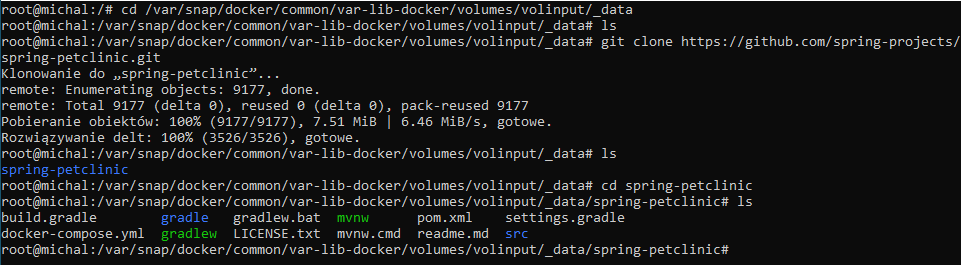 root@michal:/# cd /var/snap/docker/common/var-lib-docker/volumes/volinput/_data
root@michal:/var/snap/docker/common/var-lib-docker/volumes/volinput/_data# ls
root@michal:/var/snap/docker/common/var-lib-docker/volumes/volinput/_data# git clone https://github.com/spring-projects/
spring-petclinic.git
Klonowanie do „spring-petclinic”...
remote: Enumerating objects: 9177, done.
remote: Total 9177 (delta 0), reused 0 (delta 0), pack-reused 9177
Pobieranie obiektów: 100% (9177/9177), 7.51 MiB | 6.46 MiB/s, gotowe.
Rozwiązywanie delt: 100% (3526/3526), gotowe.
root@michal:/var/snap/docker/common/var-lib-docker/volumes/volinput/_data# ls
spring-petclinic
root@michal:/var/snap/docker/common/var-lib-docker/volumes/volinput/_data# cd spring-petclinic
root@michal:/var/snap/docker/common/var-lib-docker/volumes/volinput/_data/spring-petclinic# ls
build.gradle        gradle   gradlew.bat  mvnw      pom.xml    settings.gradle
docker-compose.yml  gradlew  LICENSE.txt  mvnw.cmd  readme.md  src
root@michal:/var/snap/docker/common/var-lib-docker/volumes/volinput/_data/spring-petclinic#